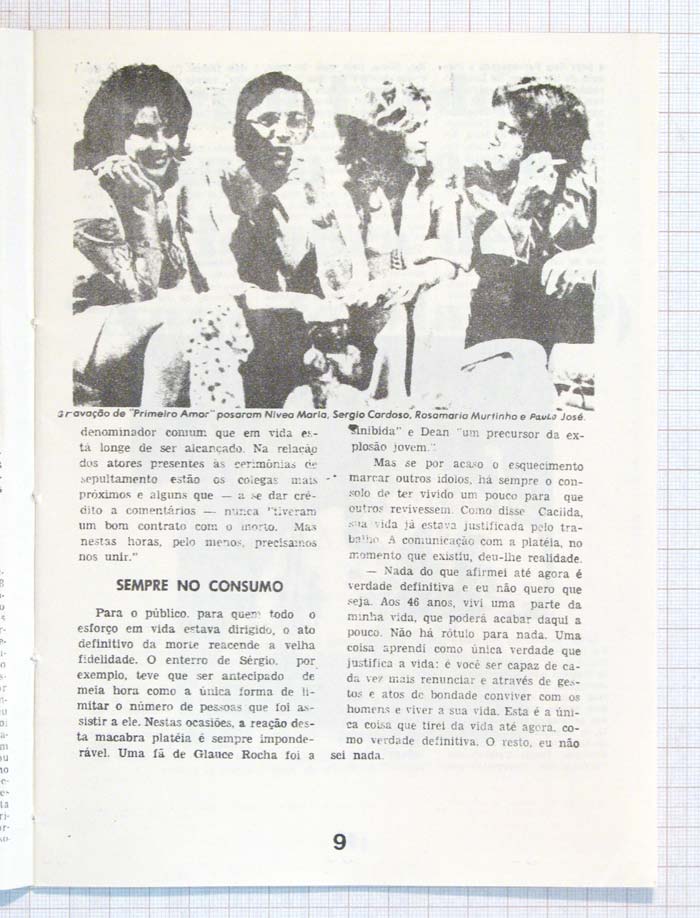 Gravação de "Primeiro Amor" posaram Nívea Maria, Sergio Cardoso, Rosamaria Murtinho e Paulo José.
denominador comum que em vida es-
tá longe de ser alcançado. Na relação
dos atores presentes às cerimônias de
sepultamento estão os colegas mais
próximos e alguns que — a se dar cré-
dito a comentários — nunca "tiveram
um bom contrato com o morto. Mas
nestas horas, pelo menos, precisamos
nos unir."
SEMPRE NO CONSUMO
Para o público, para quem todo o
esforço em vida estava dirigido, o ato
definitivo da morte reacende a velha
fidelidade. O enterro de Sérgio, por
exemplo, teve que ser antecipado de
meia hora como a única forma de li-
mitar o número de pessoas que foi as-
sistir a ele. Nestas ocasiões, a reação des-
ta macabra platéia é sempre imponde-
rável. Uma fã de Glauce Rocha foi a
sinibida" e Dean "um precursor da ex-
plosão jovem."
Mas se por acaso o esquecimento
marcar outros ídolos, há sempre o con-
solo de ter vivido um pouco para que
outros revivessem. Como disse Cacilda,
sua vida já estava justificada pelo tra-
balho. A comunicação com a platéia, no
momento que existiu, deu-lhe realidade.
— Nada do que afirmei até agora é
verdade definitiva e eu não quero que
seja. Aos 46 anos, vivi uma parte da
minha vida, que poderá acabar daqui a
pouco. Não há rótulo para nada. Uma
coisa aprendi como única verdade que
justifica a vida: é você ser capaz de ca-
da vez mais renunciar e através de ges-
tos e atos de bondade conviver com os
homens e viver a sua vida. Esta é a úni-
ca coisa que tirei da vida até agora, co-
mo verdade definitiva. O resto, eu não
sei nada.
9